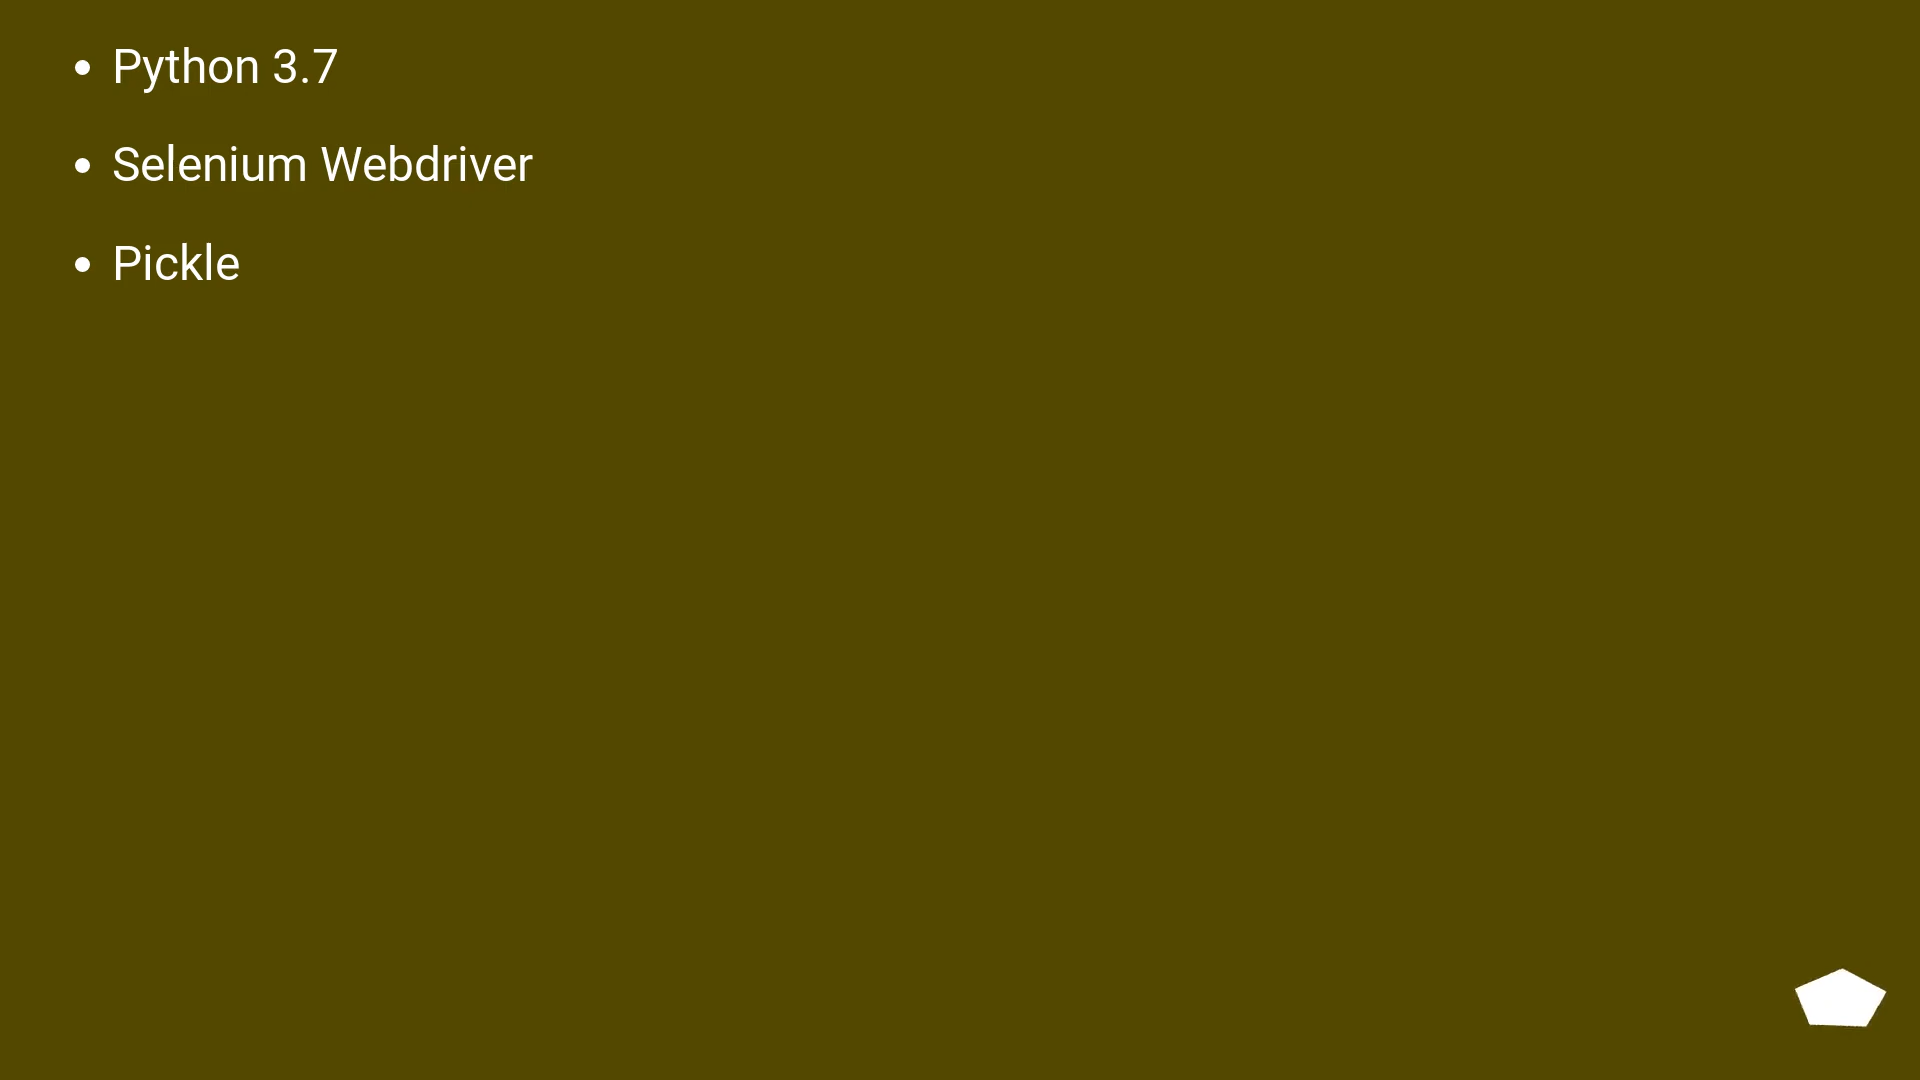 • Python 3.7
• Selenium Webdriver
• Pickle